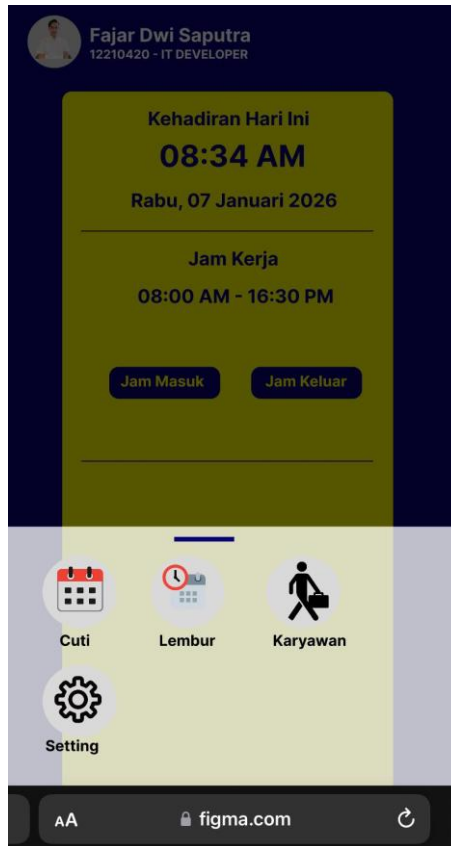 Fajar Dwi Saputra
12210420 - IT DEVELOPER
Kehadiran Hari Ini
08:34 AM
Rabu, 07 Januari 2026
Jam Kerja
08:00 AM - 16:30 PM
Jam Masuk Jam Keluar
Cuti Lembur Karyawan
Setting
AA figma.com